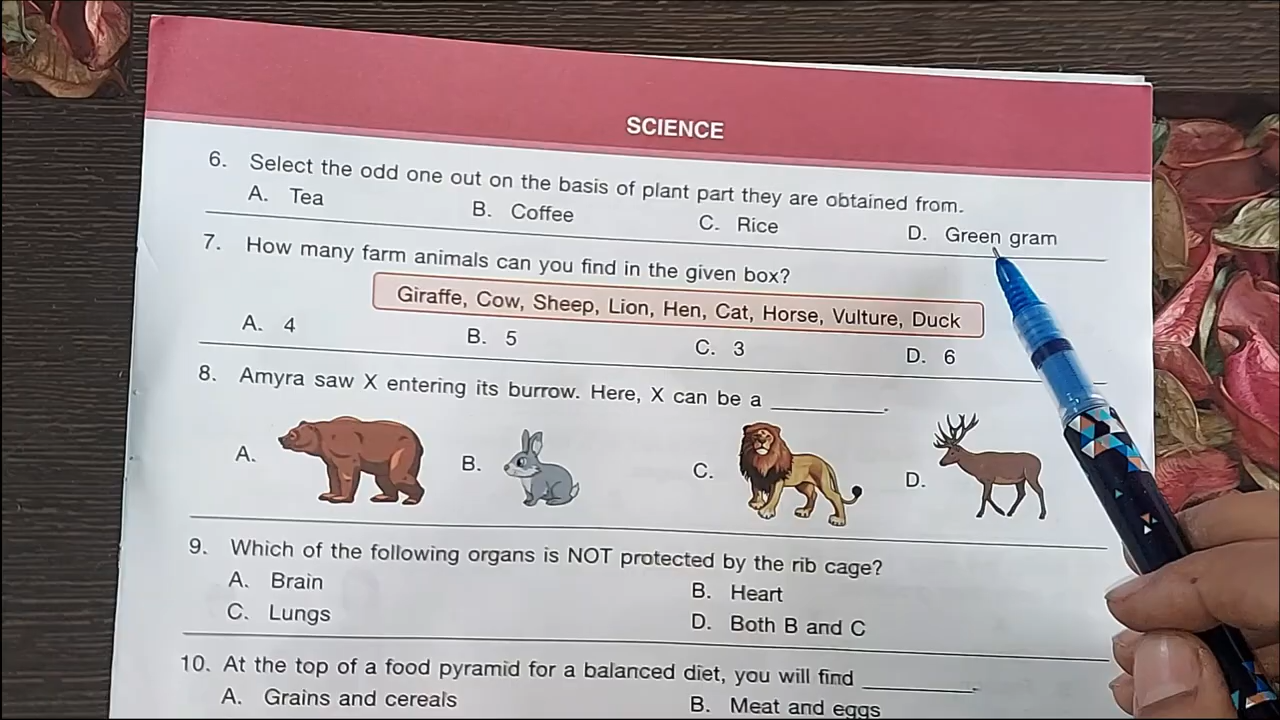 SCIENCE
6. Select the odd one out on the basis of plant part they are obtained from.
A. Tea B. Coffee C. Rice D. Green gram
7. How many farm animals can you find in the given box?
Giraffe, Cow, Sheep, Lion, Hen, Cat, Horse, Vulture, Duck
A. 4 B. 5 C. 3 D. 6
8. Amyra saw X entering its burrow. Here, X can be a __________.
A. B. C. D.
9. Which of the following organs is NOT protected by the rib cage?
A. Brain B. Heart
C. Lungs D. Both B and C
10. At the top of a food pyramid for a balanced diet, you will find __________.
A. Grains and cereals B. Meat and eggs